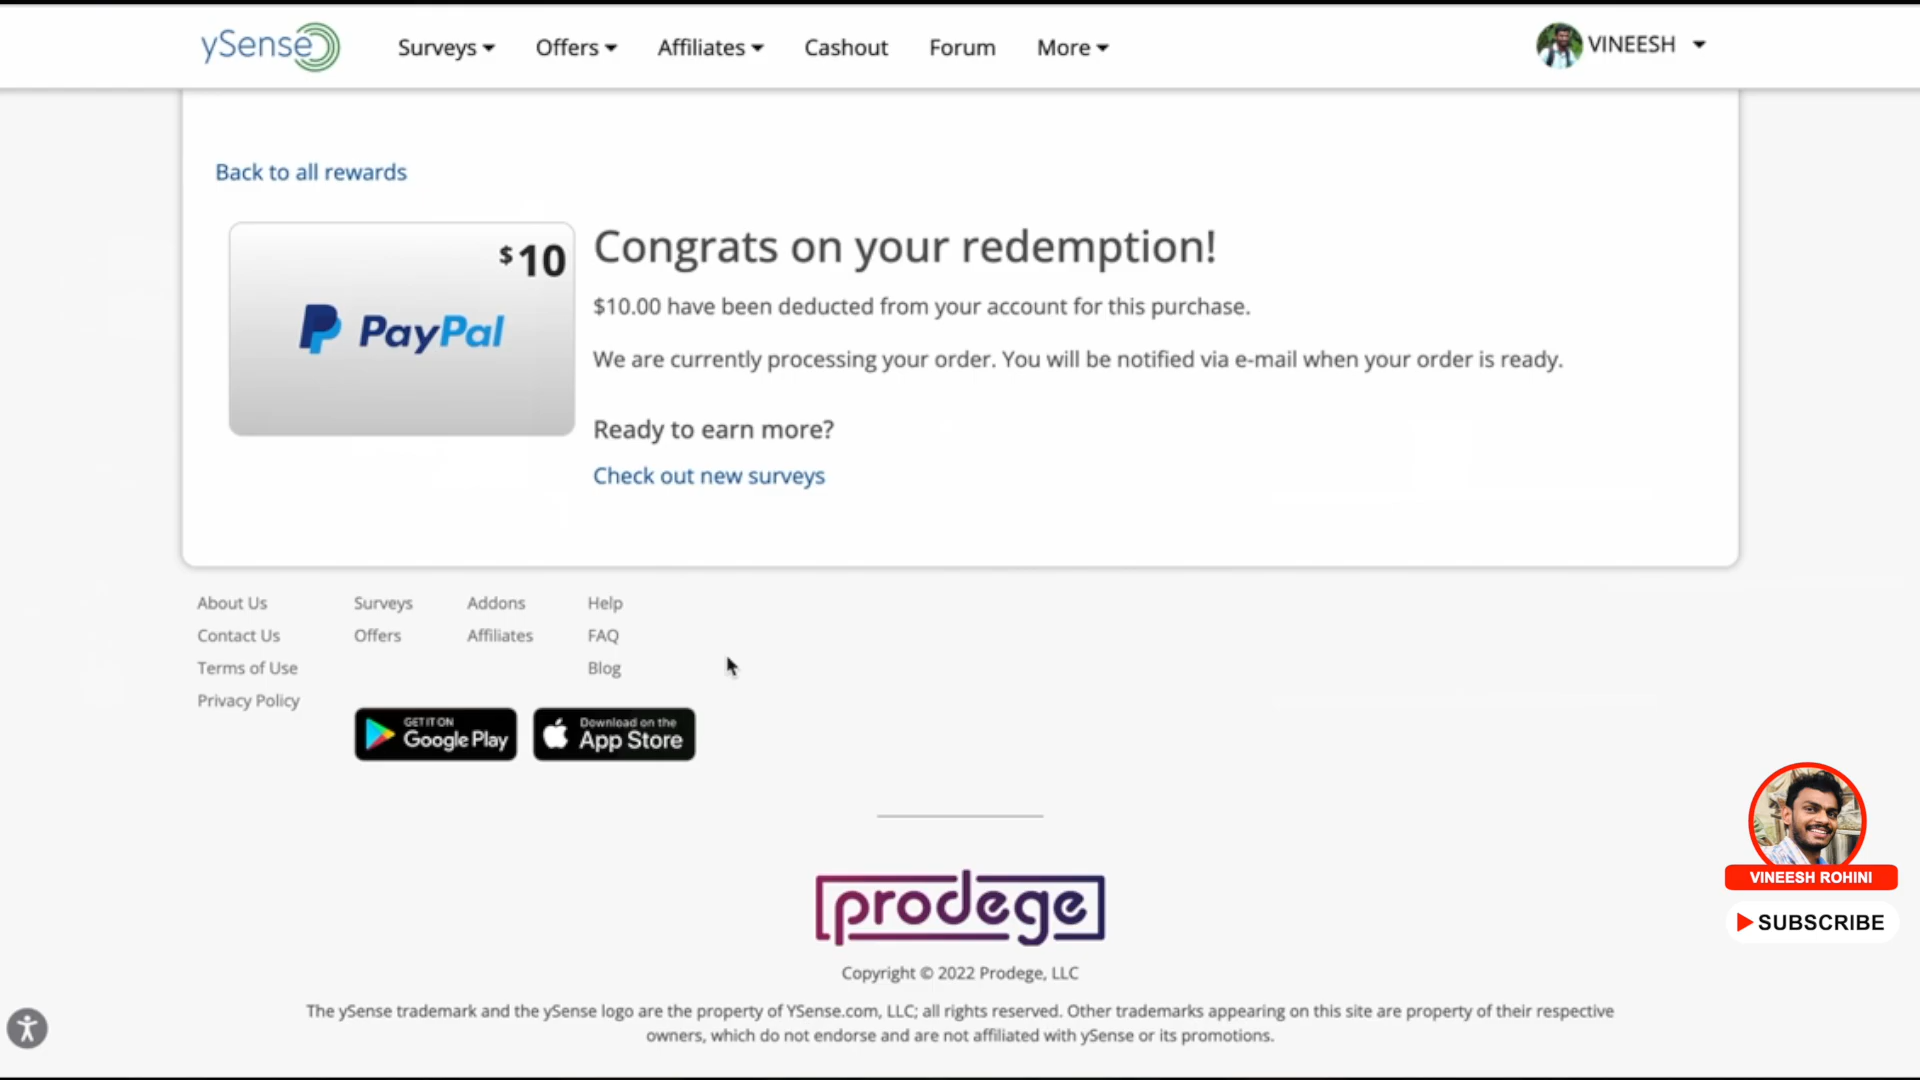 ySense
Surveys
Offers
Affiliates
Cashout
Forum
More
VINEESH
Back to all rewards
$10
PayPal
Congrats on your redemption!
$10.00 have been deducted from your account for this purchase.
We are currently processing your order. You will be notified via e-mail when your order is ready.
Ready to earn more?
Check out new surveys
About Us
Contact Us
Terms of Use
Privacy Policy
Surveys
Offers
Addons
Affiliates
Help
FAQ
Blog
GET IT ON
Google Play
Download on the
App Store
VINEESH ROHINI
SUBSCRIBE
prodege
Copyright © 2022 Prodege, LLC
The ySense trademark and the ySense logo are the property of YSense.com, LLC; all rights reserved. Other trademarks appearing on this site are property of their respective
owners, which do not endorse and are not affiliated with ySense or its promotions.